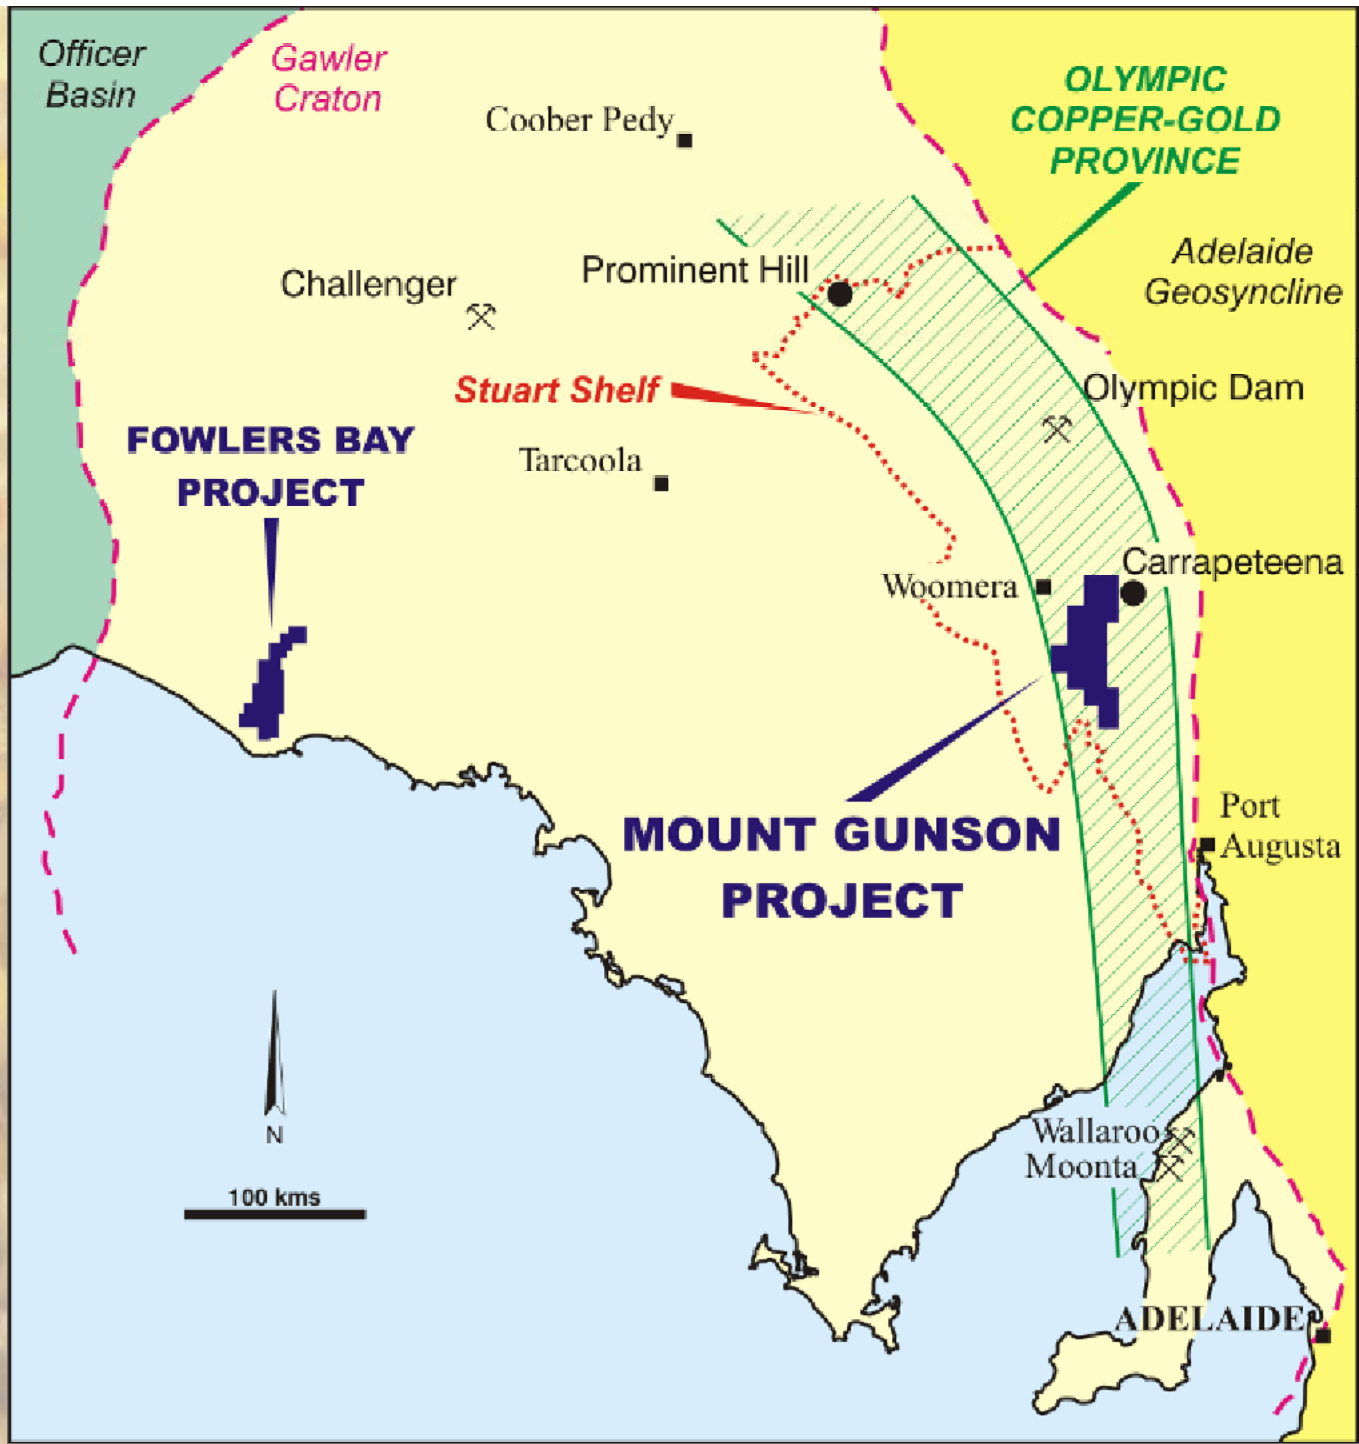 Officer
Basin
Gawler
Craton
OLYMPIC
COPPER-GOLD
PROVINCE
Coober Pedy
Adelaide
Geosyncline
Prominent Hill
Challenger
Stuart Shelf
Olympic Dam
FOWLERS BAY
PROJECT
Tarcoola
Carrapeteena
Woomera
MOUNT GUNSON
PROJECT
Port
Augusta
N
100 kms
Wallaroo
Moonta
ADELAIDE